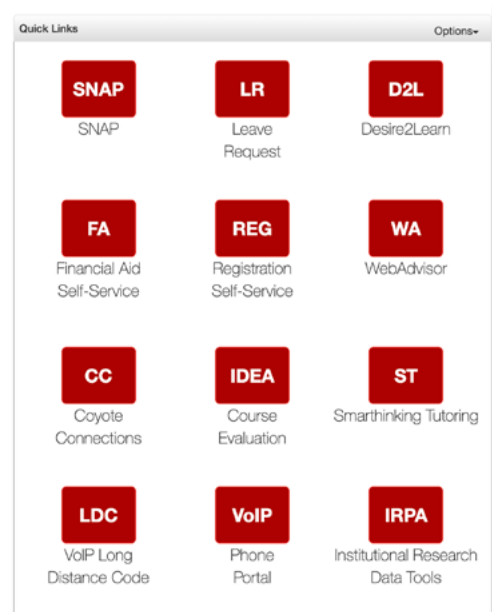 Quick Links Options
SNAP LR D2L
SNAP Leave Request Desire2Learn
FA REG WA
Financial Aid Self-Service Registration Self-Service WebAdvisor
CC IDEA ST
Coyote Connections Course Evaluation Smarthinking Tutoring
LDC VoIP IRPA
VoIP Long Distance Code Phone Portal Institutional Research Data Tools